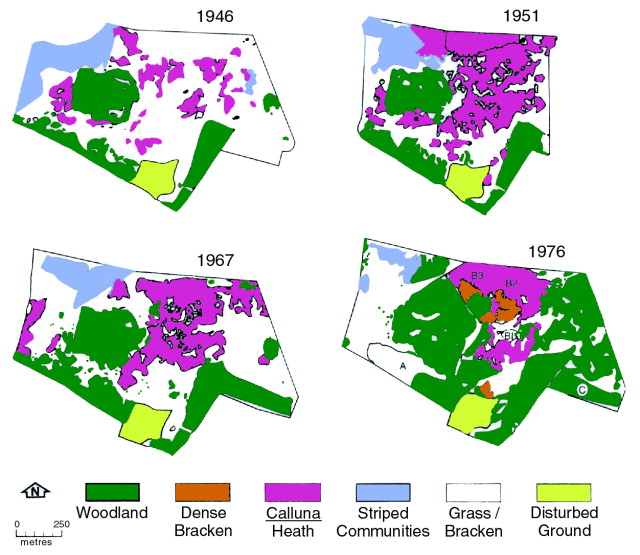 1946
1951
1967
1976
B3
B2
A
C
N
0 250
metres
Woodland
Dense
Bracken
Calluna
Heath
Striped
Communities
Grass /
Bracken
Disturbed
Ground